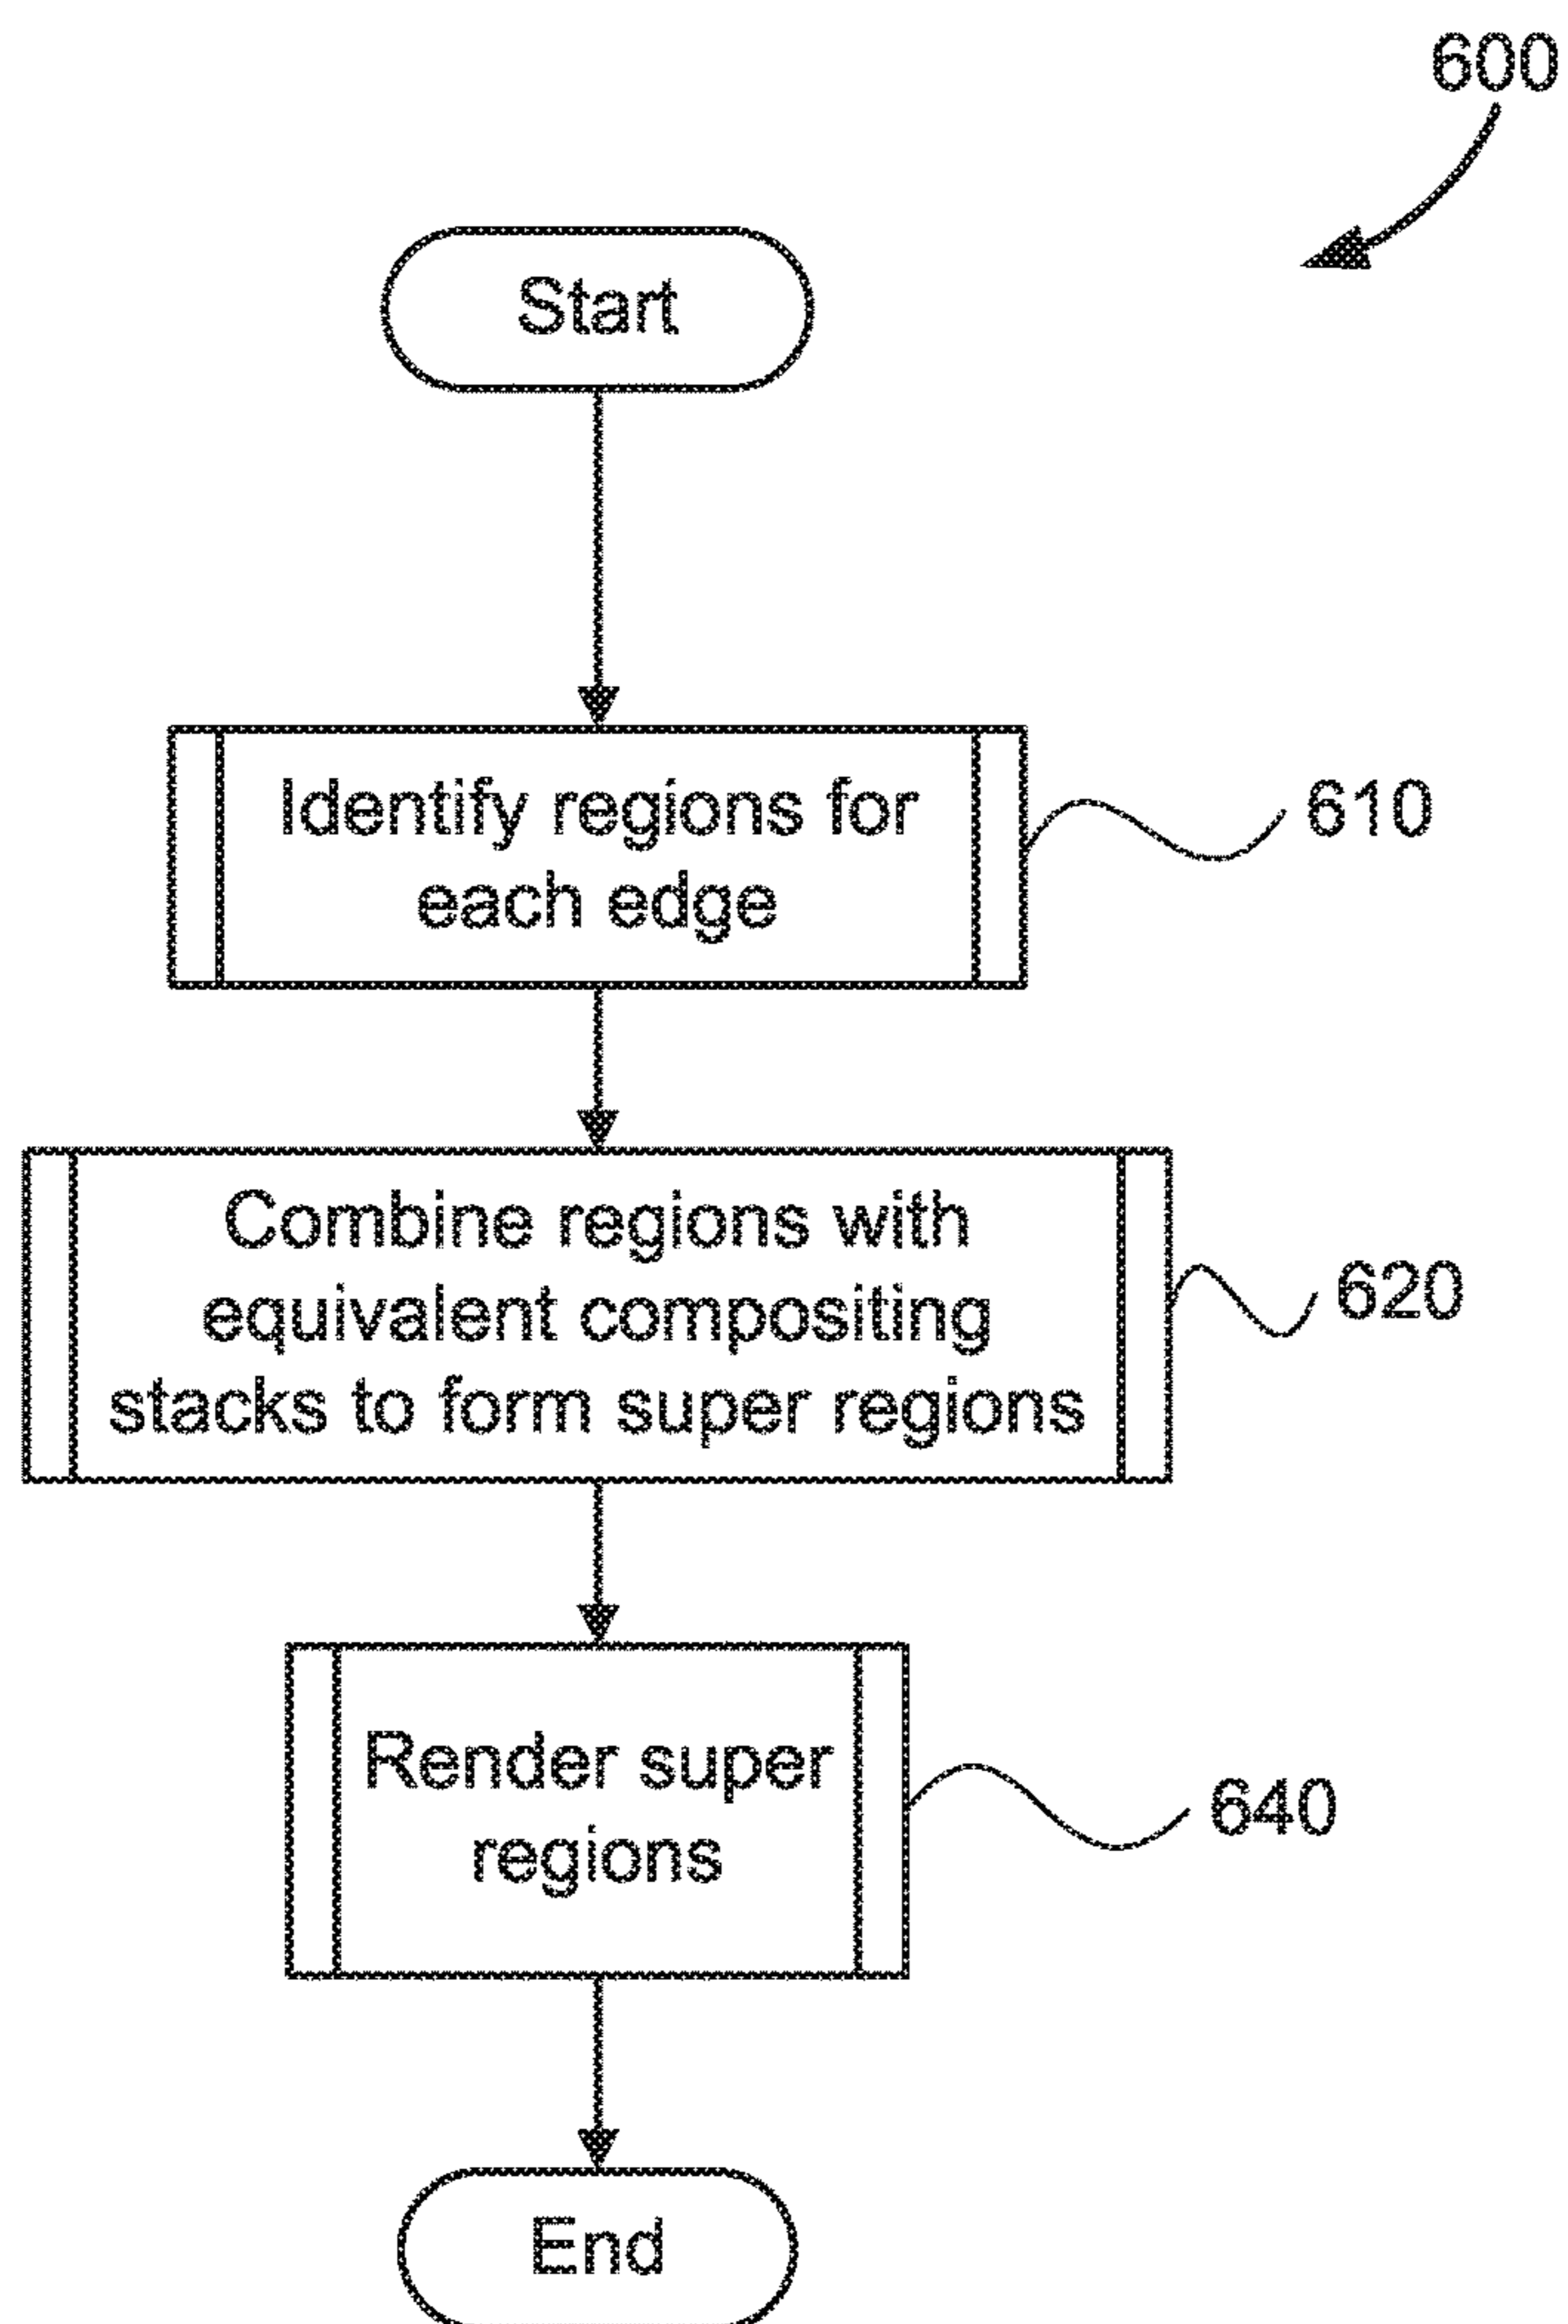 600
Start
Identify regions for
each edge
610
Combine regions with
equivalent compositing
stacks to form super regions
620
Render super
regions
640
End